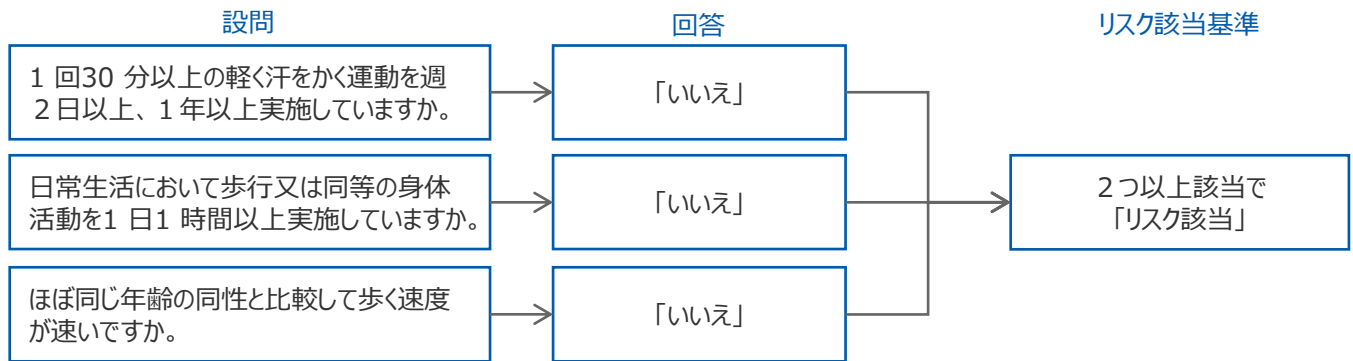 設問
回答
リスク該当基準
1 回30 分以上の軽く汗をかく運動を週
２日以上、１年以上実施していますか。
「いいえ」
日常生活において歩行又は同等の身体
活動を1 日1 時間以上実施していますか。
「いいえ」
２つ以上該当で
「リスク該当」
ほぼ同じ年齢の同性と比較して歩く速度
が速いですか。
「いいえ」